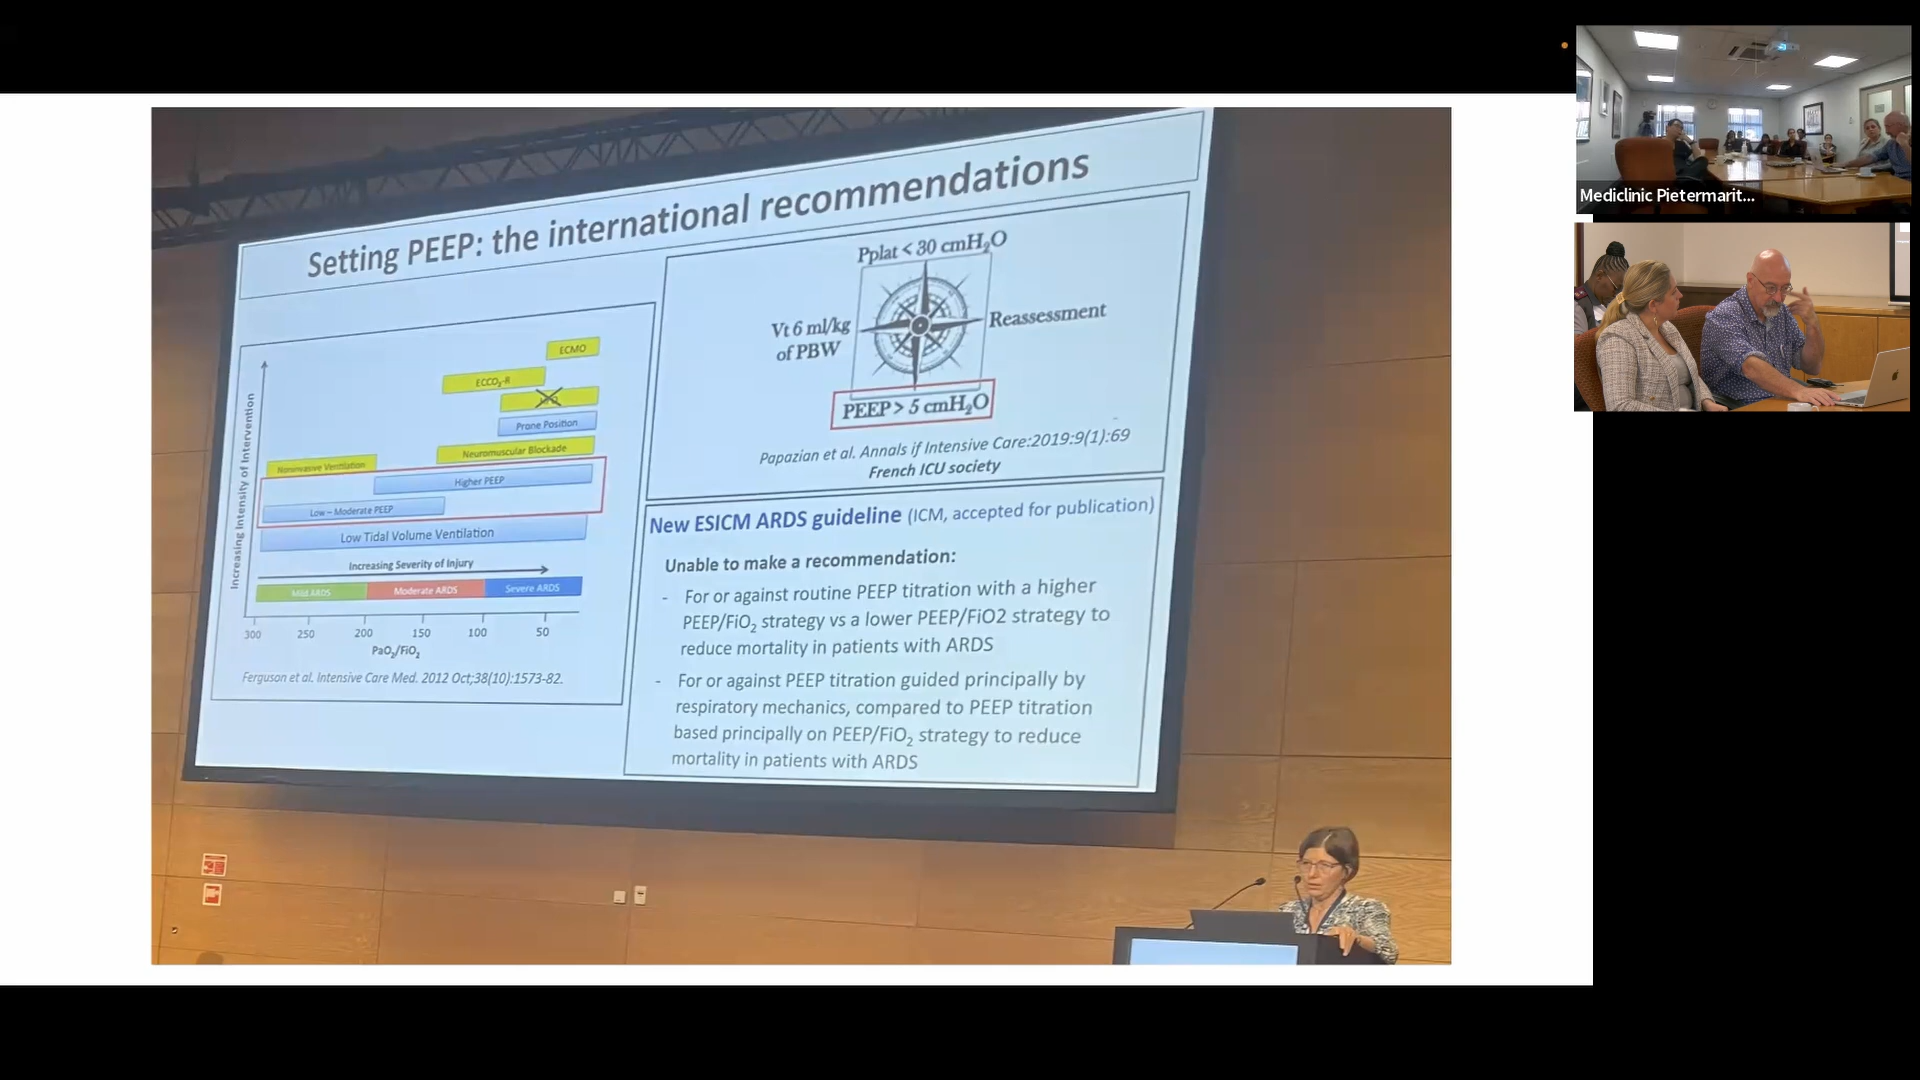 Setting PEEP: the international recommendations
Increasing Intensity of Intervention
ECMO
ECCO₂-R
Prone Position
Neuromuscular Blockade
Noninvasive Ventilation
Higher PEEP
Low – Moderate PEEP
Low Tidal Volume Ventilation
Increasing Severity of Injury
Mild ARDS
Moderate ARDS
Severe ARDS
300 250 200 150 100 50
PaO₂/FiO₂
Ferguson et al. Intensive Care Med. 2012 Oct;38(10):1573-82.
Pplat < 30 cmH₂O
Vt 6 ml/kg
of PBW
Reassessment
PEEP > 5 cmH₂O
Papazian et al. Annals if Intensive Care:2019:9(1):69
French ICU society
New ESICM ARDS guideline (ICM, accepted for publication)
Unable to make a recommendation:
- For or against routine PEEP titration with a higher
PEEP/FiO₂ strategy vs a lower PEEP/FiO2 strategy to
reduce mortality in patients with ARDS
- For or against PEEP titration guided principally by
respiratory mechanics, compared to PEEP titration
based principally on PEEP/FiO₂ strategy to reduce
mortality in patients with ARDS
Mediclinic Pietermarit...